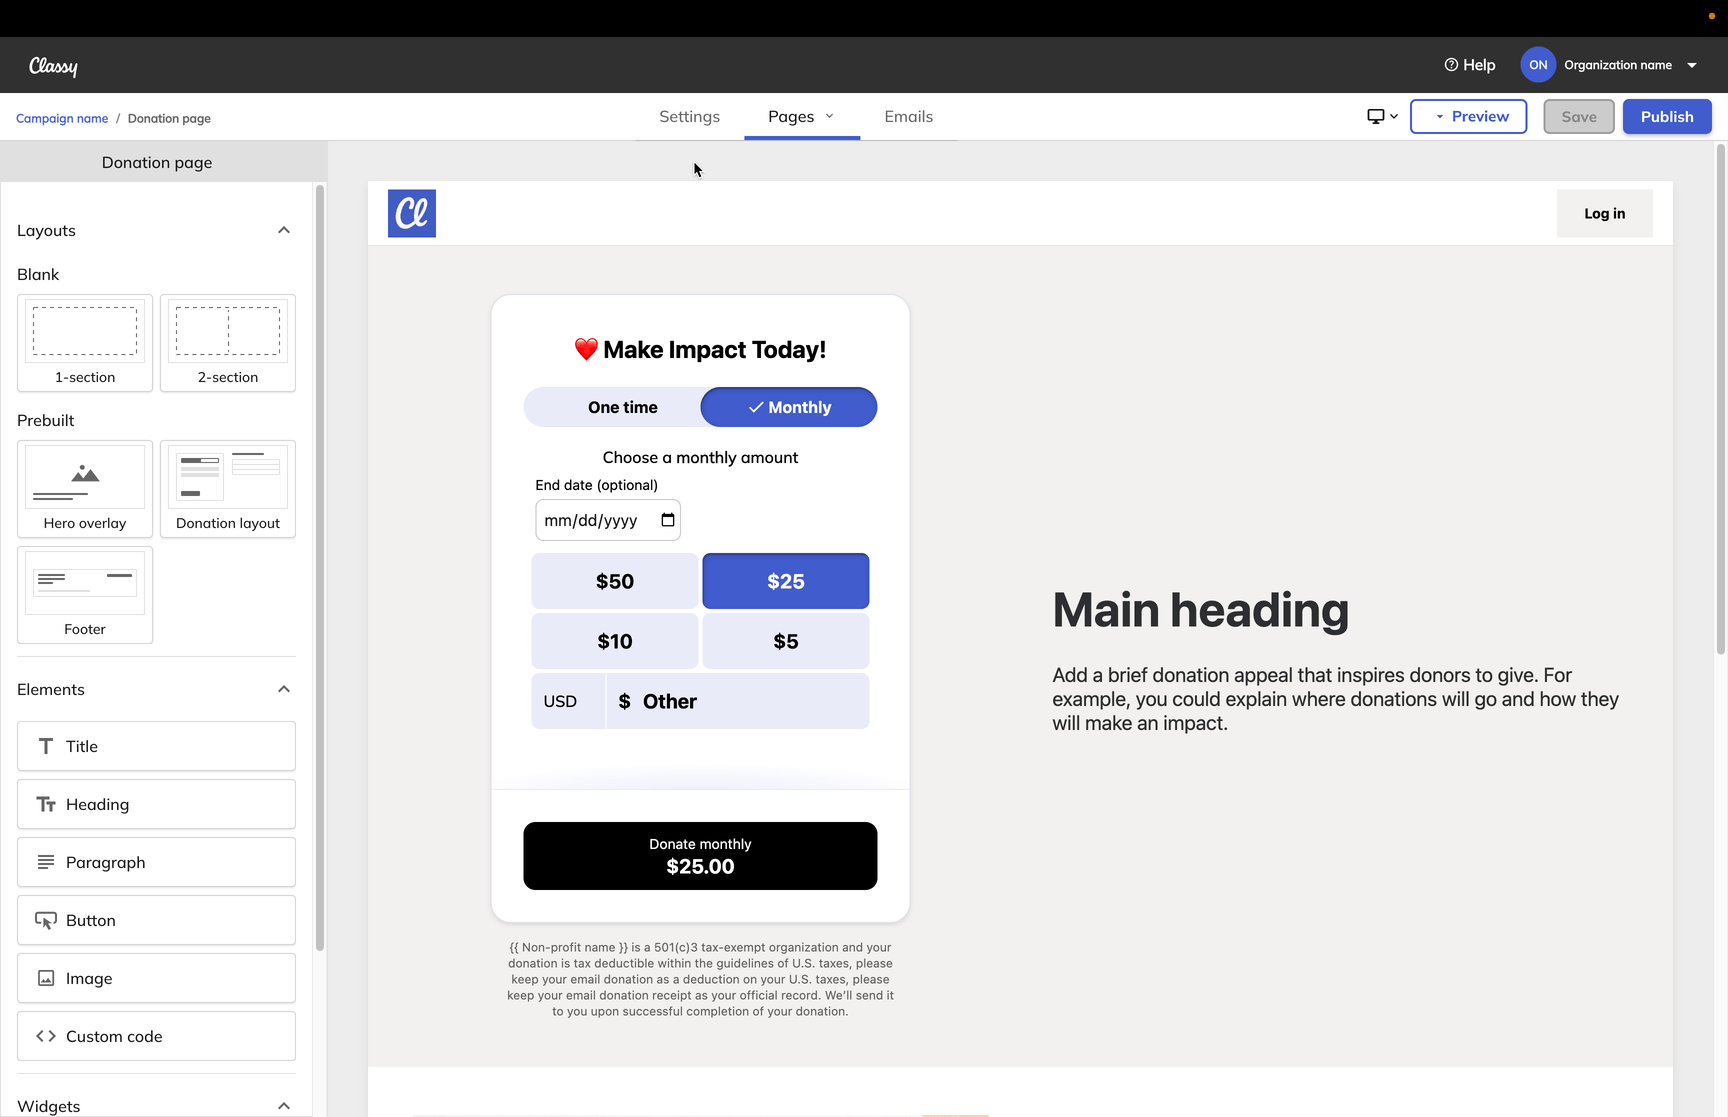 Classy
Help
ON
Organization name
Campaign name / Donation page
Settings
Pages
Emails
Preview
Save
Publish
Donation page
Layouts
Blank
1-section
2-section
Prebuilt
Hero overlay
Donation layout
Footer
Elements
Title
Heading
Paragraph
Button
Image
Custom code
Widgets
Cl
Log in
❤️ Make Impact Today!
One time
Monthly
Choose a monthly amount
End date (optional)
mm/dd/yyyy
$50
$25
$10
$5
USD
$ Other
Donate monthly
$25.00
{{ Non-profit name }} is a 501(c)3 tax-exempt organization and your
donation is tax deductible within the guidelines of U.S. taxes, please
keep your email donation as a deduction on your U.S. taxes, please
keep your email donation receipt as your official record. We'll send it
to you upon successful completion of your donation.
Main heading
Add a brief donation appeal that inspires donors to give. For
example, you could explain where donations will go and how they
will make an impact.